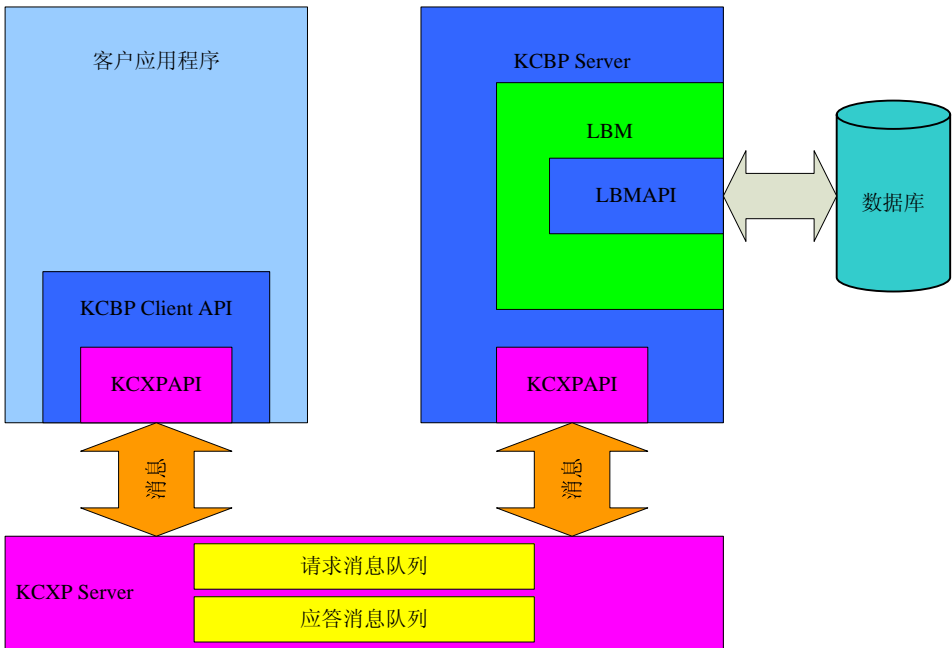 客户应用程序
KCBP Client API
KCXPAPI
KCBP Server
LBM
LBMAPI
KCXPAPI
数据库
消息
消息
KCXP Server
请求消息队列
应答消息队列